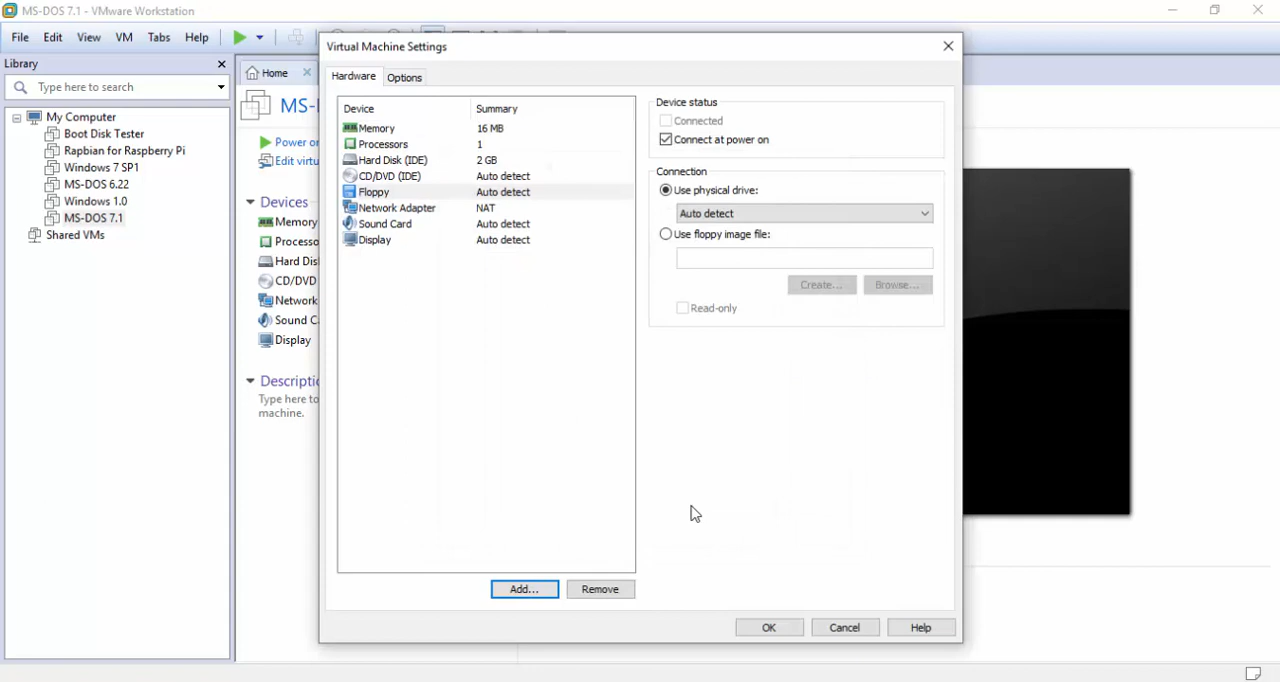 MS-DOS 7.1 - VMware Workstation
File Edit View VM Tabs Help
Library
Type here to search
My Computer
Boot Disk Tester
Rapbian for Raspberry Pi
Windows 7 SP1
MS-DOS 6.22
Windows 1.0
MS-DOS 7.1
Shared VMs
Home
MS-
Power on
Edit virtu
Devices
Memory
Processo
Hard Dis
CD/DVD
Network
Sound Ca
Display
Descripti
Type here to
machine.
Virtual Machine Settings
Hardware Options
Device Summary
Memory 16 MB
Processors 1
Hard Disk (IDE) 2 GB
CD/DVD (IDE) Auto detect
Floppy Auto detect
Network Adapter NAT
Sound Card Auto detect
Display Auto detect
Add... Remove
Device status
Connected
Connect at power on
Connection
Use physical drive:
Auto detect
Use floppy image file:
Create... Browse...
Read-only
OK Cancel Help